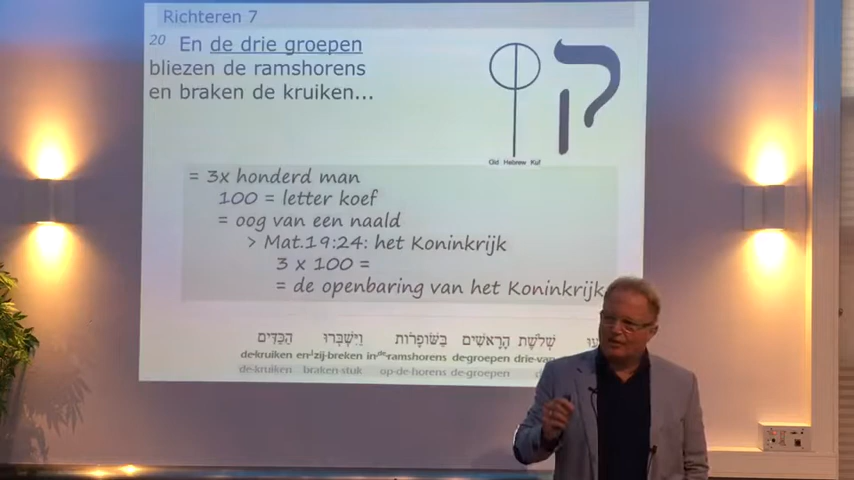 Richteren 7
20 En de drie groepen
bliezen de ramshorens
en braken de kruiken...
ק
Old Hebrew Kuf
= 3x honderd man
100 = letter koef
= oog van een naald
> Mat.19:24: het Koninkrijk
3 x 100 =
= de openbaring van het Koninkrijk
שְׁלֹשֶׁת הָרָאשִׁים בַּשּׁוֹפָרוֹת וַיִּשְׁבְּרוּ הַכַּדִּים
de·kruiken en²zij·breken in·de·ramshorens de·groepen drie·van
de·kruiken braken·stuk op·de·horens de·groepen